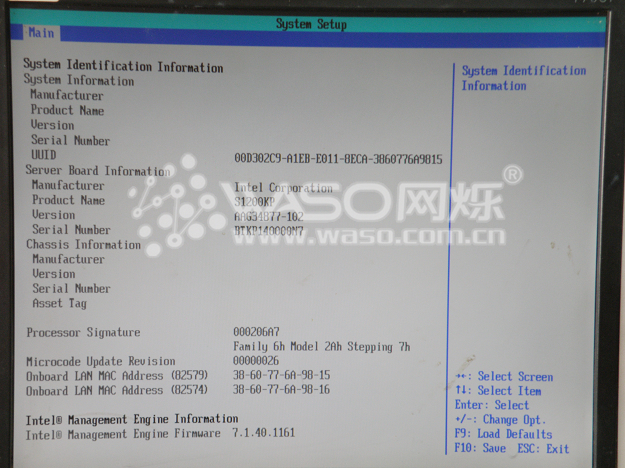 System Setup
Main
System Identification Information
System Information
Manufacturer
Product Name
Version
Serial Number
UUID 00D302C9-A1EB-E011-8ECA-3860776A9815
Server Board Information
Manufacturer Intel Corporation
Product Name S1200KP
Version AAG34877-102
Serial Number
Chassis Information
Manufacturer
Version
Serial Number
Asset Tag
Processor Signature 000206A7
Family 6h Model 2Ah Stepping 7h
Microcode Update Revision 00000026
Onboard LAN MAC Address (82579) 38-60-77-6A-98-15
Onboard LAN MAC Address (82574) 38-60-77-6A-98-16
Intel® Management Engine Information
Intel® Management Engine Firmware 7.1.40.1161
System Identification
Information
↔: Select Screen
↑↓: Select Item
Enter: Select
+/-: Change Opt.
F9: Load Defaults
F10: Save ESC: Exit
WASO网烁®
www.waso.com.cn